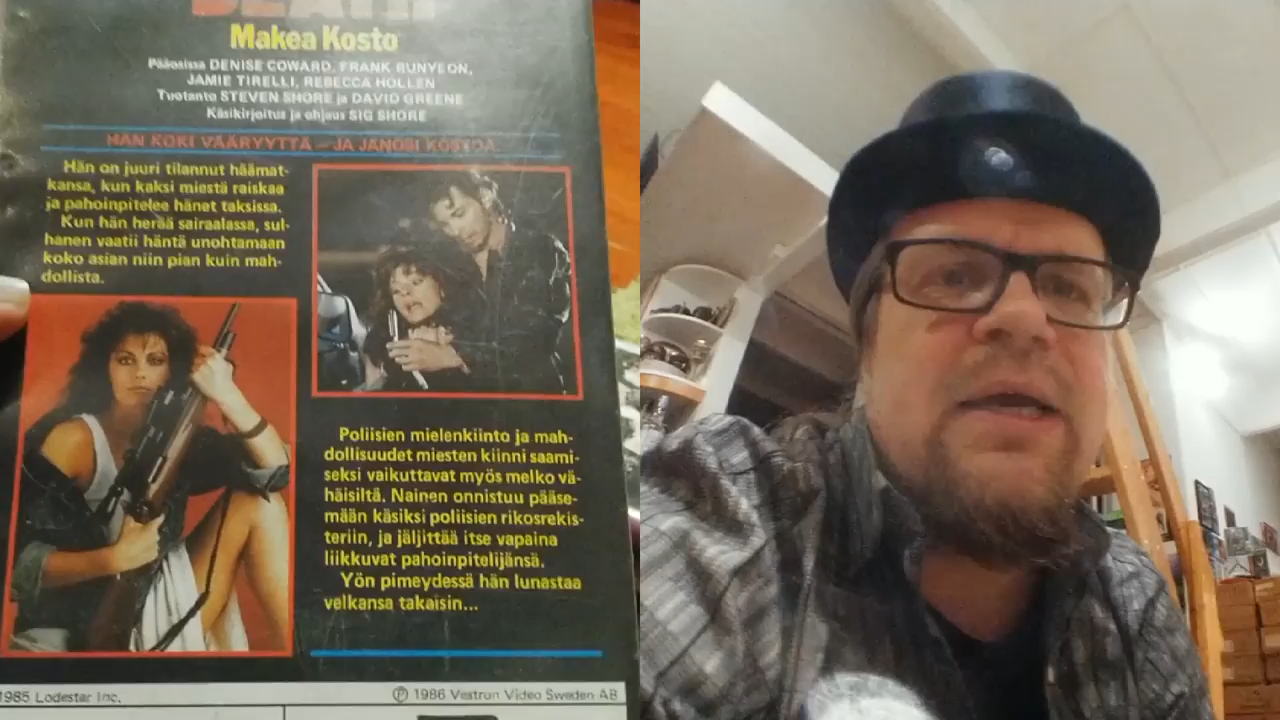 DEATH
Makea Kosto
Pääosissa DENISE COWARD, FRANK RUNYEON,
JAMIE TIRELLI, REBECCA HOLLEN
Tuotanto STEVEN SHORE ja DAVID GREENE
Käsikirjoitus ja ohjaus SIG SHORE
HÄN KOKI VÄÄRYYTTÄ – JA JANOSI KOSTOA.
Hän on juuri tilannut häämat-
kansa, kun kaksi miestä raiskaa
ja pahoinpitelee hänet taksissa.
Kun hän herää sairaalassa, sul-
hanen vaatii häntä unohtamaan
koko asian niin pian kuin mah-
dollista.
Poliisien mielenkiinto ja mah-
dollisuudet miesten kiinni saami-
seksi vaikuttavat myös melko vä-
häisiltä. Nainen onnistuu pääse-
mään käsiksi poliisien rikosrekis-
teriin, ja jäljittää itse vapaina
liikkuvat pahoinpitelijänsä.
Yön pimeydessä hän lunastaa
velkansa takaisin...
1985 Lodestar Inc.
Ⓟ 1986 Vestron Video Sweden AB